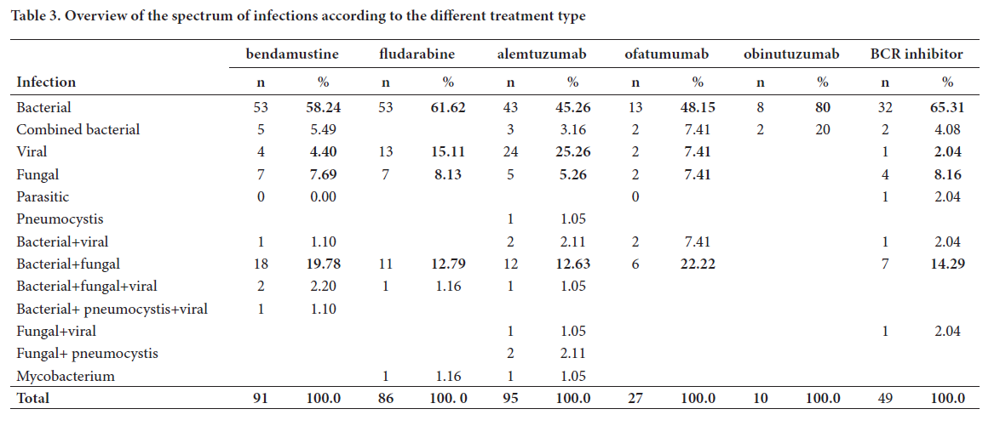 Table 3. Overview of the spectrum of infections according to the different treatment type
bendamustine fludarabine alemtuzumab ofatumumab obinutuzumab BCR inhibitor
Infection n % n % n % n % n % n %
Bacterial 53 58.24 53 61.62 43 45.26 13 48.15 8 80 32 65.31
Combined bacterial 5 5.49 3 3.16 2 7.41 2 20 2 4.08
Viral 4 4.40 13 15.11 24 25.26 2 7.41 1 2.04
Fungal 7 7.69 7 8.13 5 5.26 2 7.41 4 8.16
Parasitic 0 0.00 0 1 2.04
Pneumocystis 1 1.05
Bacterial+viral 1 1.10 2 2.11 2 7.41 1 2.04
Bacterial+fungal 18 19.78 11 12.79 12 12.63 6 22.22 7 14.29
Bacterial+fungal+viral 2 2.20 1 1.16 1 1.05
Bacterial+ pneumocystis+viral 1 1.10
Fungal+viral 1 1.05 1 2.04
Fungal+ pneumocystis 2 2.11
Mycobacterium 1 1.16 1 1.05
Total 91 100.0 86 100. 0 95 100.0 27 100.0 10 100.0 49 100.0